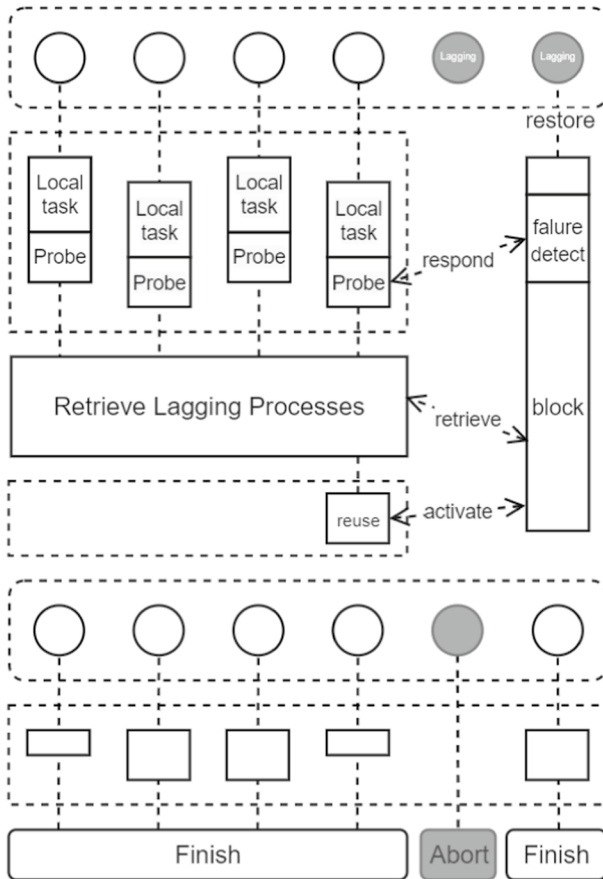 Lagging
Lagging
restore
Local
task
Probe
Local
task
Probe
Local
task
Probe
Local
task
Probe
respond
falure
detect
Retrieve Lagging Processes
retrieve
block
reuse
activate
Finish
Abort
Finish